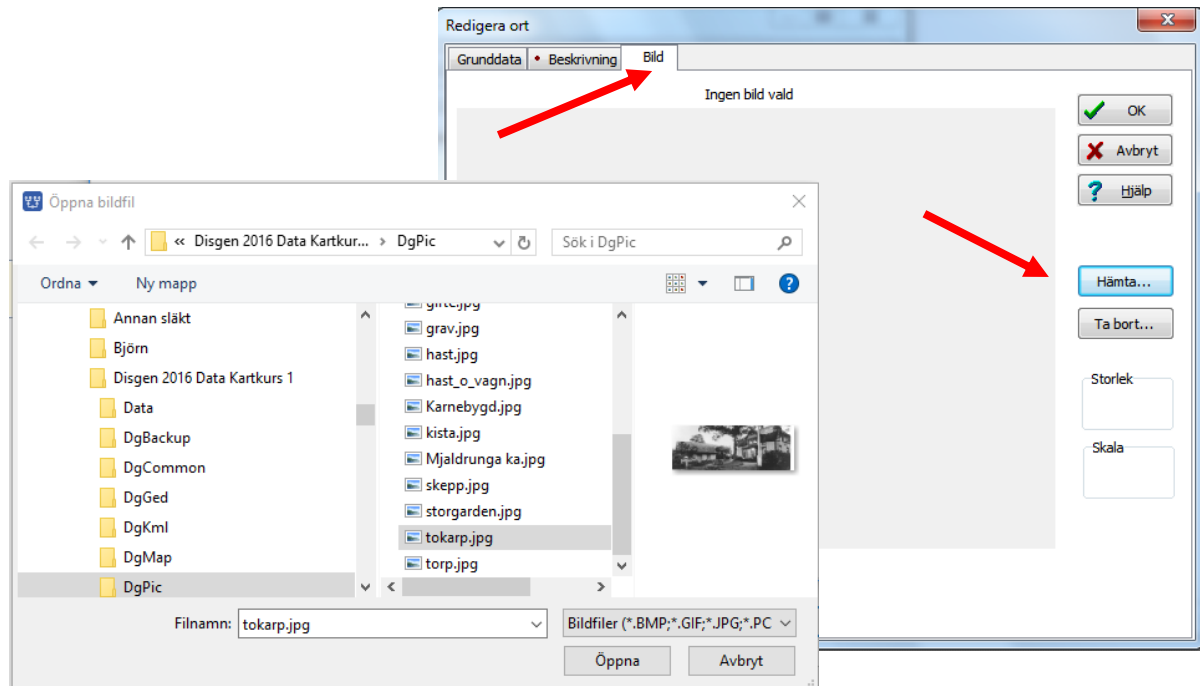 Redigera ort
Grunddata • Beskrivning Bild
Ingen bild vald
OK
Avbryt
? Hjälp
Hämta...
Ta bort...
Storlek
Skala
Öppna bildfil
« Disgen 2016 Data Kartkur... > DgPic
Sök i DgPic
Ordna
Ny mapp
?
Annan släkt
Björn
Disgen 2016 Data Kartkurs 1
Data
DgBackup
DgCommon
DgGed
DgKml
DgMap
DgPic
grav.jpg
hast.jpg
hast_o_vagn.jpg
Karnebygd.jpg
kista.jpg
Mjaldrunga ka.jpg
skepp.jpg
storgarden.jpg
tokarp.jpg
torp.jpg
Filnamn: tokarp.jpg
Bildfiler (*.BMP;*.GIF;*.JPG;*.PC
Öppna
Avbryt